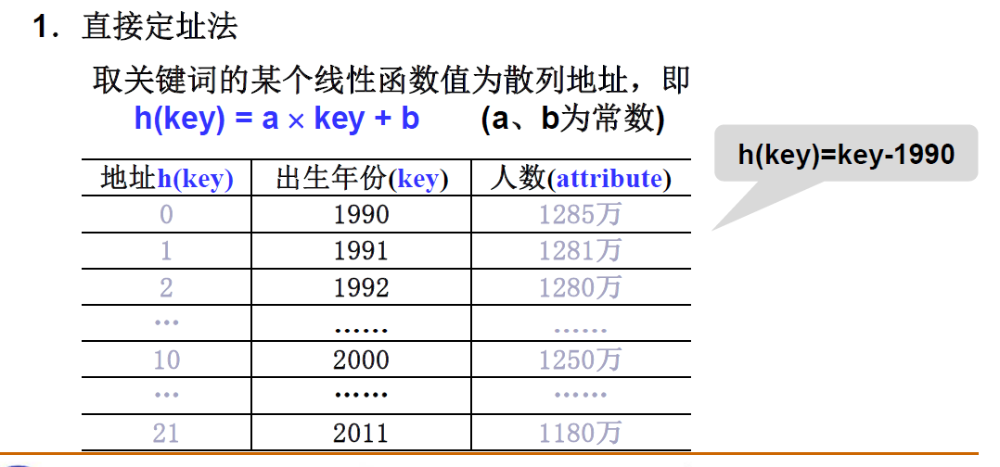 1. 直接定址法
取关键词的某个线性函数值为散列地址，即
h(key) = a × key + b (a、b为常数)
h(key)=key-1990
地址h(key) 出生年份(key) 人数(attribute)
0 1990 1285万
1 1991 1281万
2 1992 1280万
… …… ……
10 2000 1250万
… …… ……
21 2011 1180万